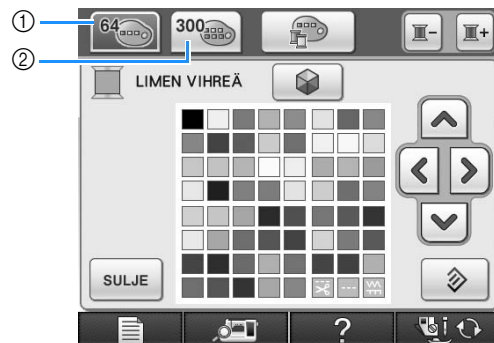 ① 64 300
②
LIMEN VIHREÄ
SULJE
?